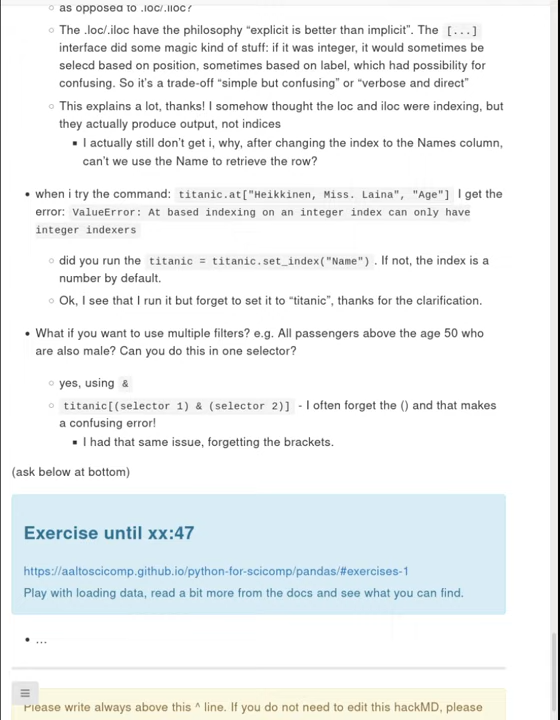 as opposed to .loc/.iloc?
The .loc/.iloc have the philosophy “explicit is better than implicit”. The [...]
interface did some magic kind of stuff: if it was integer, it would sometimes be
selecd based on position, sometimes based on label, which had possibility for
confusing. So it’s a trade-off “simple but confusing” or “verbose and direct”
This explains a lot, thanks! I somehow thought the loc and iloc were indexing, but
they actually produce output, not indices
I actually still don’t get i, why, after changing the index to the Names column,
can’t we use the Name to retrieve the row?
when i try the command: titanic.at["Heikkinen, Miss. Laina", "Age"] I get the
error: ValueError: At based indexing on an integer index can only have
integer indexers
did you run the titanic = titanic.set_index("Name") . If not, the index is a
number by default.
Ok, I see that I run it but forget to set it to “titanic”, thanks for the clarification.
What if you want to use multiple filters? e.g. All passengers above the age 50 who
are also male? Can you do this in one selector?
yes, using &
titanic[(selector 1) & (selector 2)] - I often forget the () and that makes
a confusing error!
I had that same issue, forgetting the brackets.
(ask below at bottom)
Exercise until xx:47
https://aaltoscicomp.github.io/python-for-scicomp/pandas/#exercises-1
Play with loading data, read a bit more from the docs and see what you can find.
...
Please write always above this ^ line. If you do not need to edit this hackMD, please